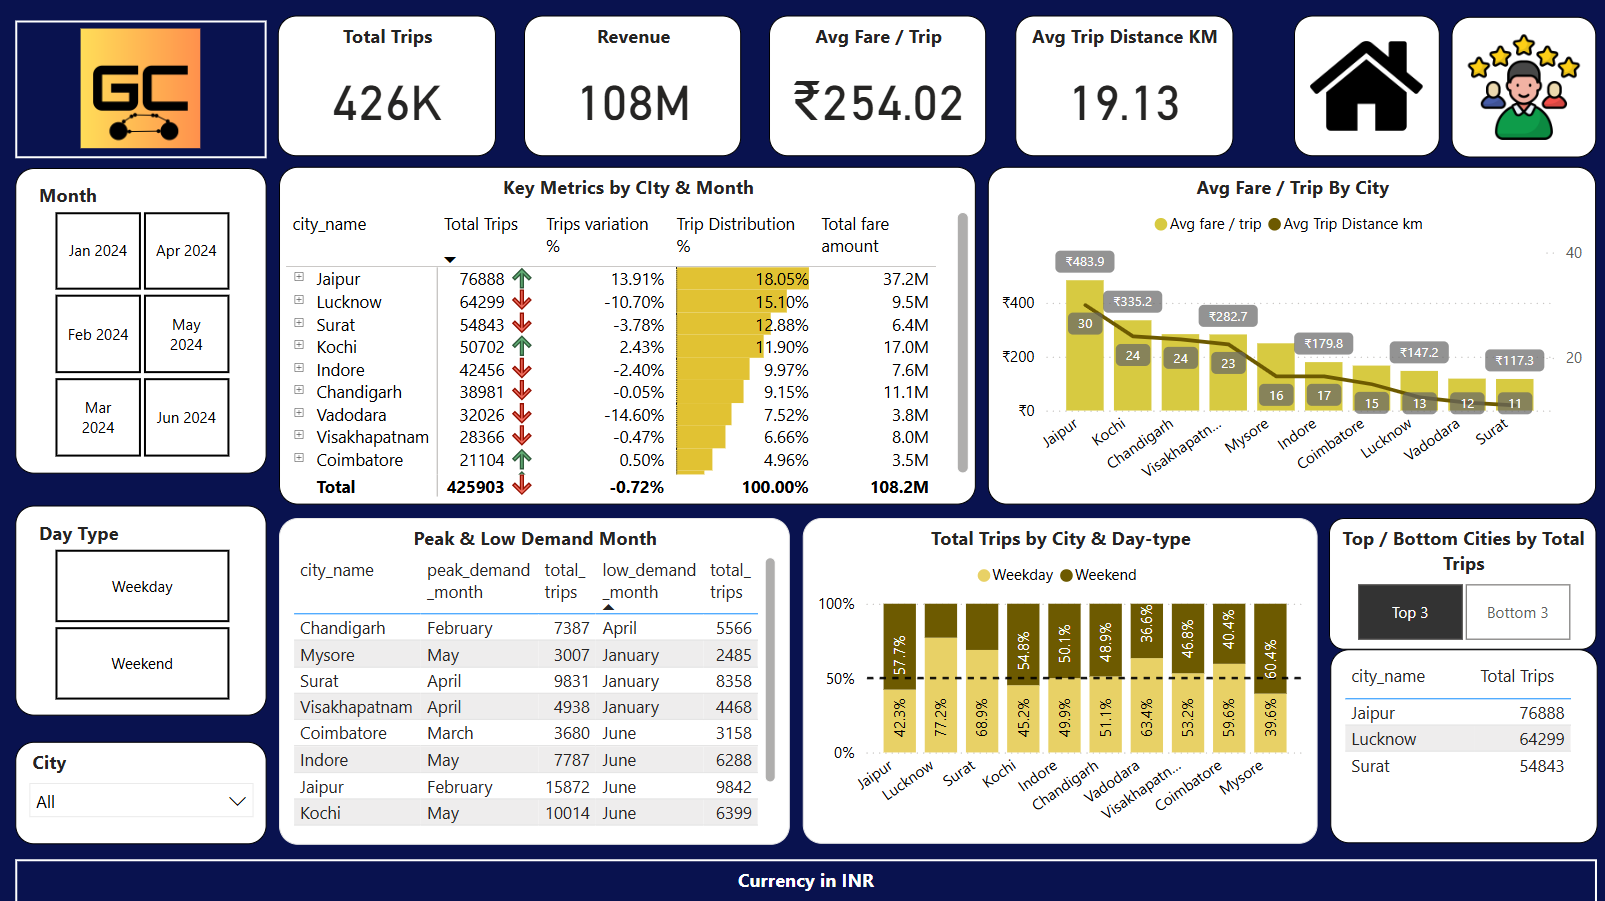 GC
Total Trips
426K
Revenue
108M
Avg Fare / Trip
₹254.02
Avg Trip Distance KM
19.13
Month
Jan 2024
Apr 2024
Feb 2024
May
2024
Mar
2024
Jun 2024
Day Type
Weekday
Weekend
City
All
Key Metrics by CIty & Month
city_name Total Trips Trips variation Trip Distribution Total fare
% % amount
Jaipur 76888 13.91% 18.05% 37.2M
Lucknow 64299 -10.70% 15.10% 9.5M
Surat 54843 -3.78% 12.88% 6.4M
Kochi 50702 2.43% 11.90% 17.0M
Indore 42456 -2.40% 9.97% 7.6M
Chandigarh 38981 -0.05% 9.15% 11.1M
Vadodara 32026 -14.60% 7.52% 3.8M
Visakhapatnam 28366 -0.47% 6.66% 8.0M
Coimbatore 21104 0.50% 4.96% 3.5M
Total 425903 -0.72% 100.00% 108.2M
Avg Fare / Trip By City
Avg fare / trip Avg Trip Distance km
₹483.9
40
₹400
₹335.2
₹282.7
30
₹179.8
₹200
24
24
23
₹147.2
₹117.3
20
16
17
15
13
12
11
₹0
Jaipur
Kochi
Chandigarh
Visakhapatn...
Mysore
Indore
Coimbatore
Lucknow
Vadodara
Surat
Peak & Low Demand Month
city_name peak_demand total_ low_demand total_
_month trips _month trips
Chandigarh February 7387 April 5566
Mysore May 3007 January 2485
Surat April 9831 January 8358
Visakhapatnam April 4938 January 4468
Coimbatore March 3680 June 3158
Indore May 7787 June 6288
Jaipur February 15872 June 9842
Kochi May 10014 June 6399
Total Trips by City & Day-type
Weekday Weekend
100%
50%
0%
57.7%
54.8%
50.1%
48.9%
36.6%
46.8%
40.4%
60.4%
42.3%
77.2%
68.9%
45.2%
49.9%
51.1%
63.4%
53.2%
59.6%
39.6%
Jaipur
Lucknow
Surat
Kochi
Indore
Chandigarh
Vadodara
Visakhapatn...
Coimbatore
Mysore
Top / Bottom Cities by Total
Trips
Top 3
Bottom 3
city_name Total Trips
Jaipur 76888
Lucknow 64299
Surat 54843
Currency in INR